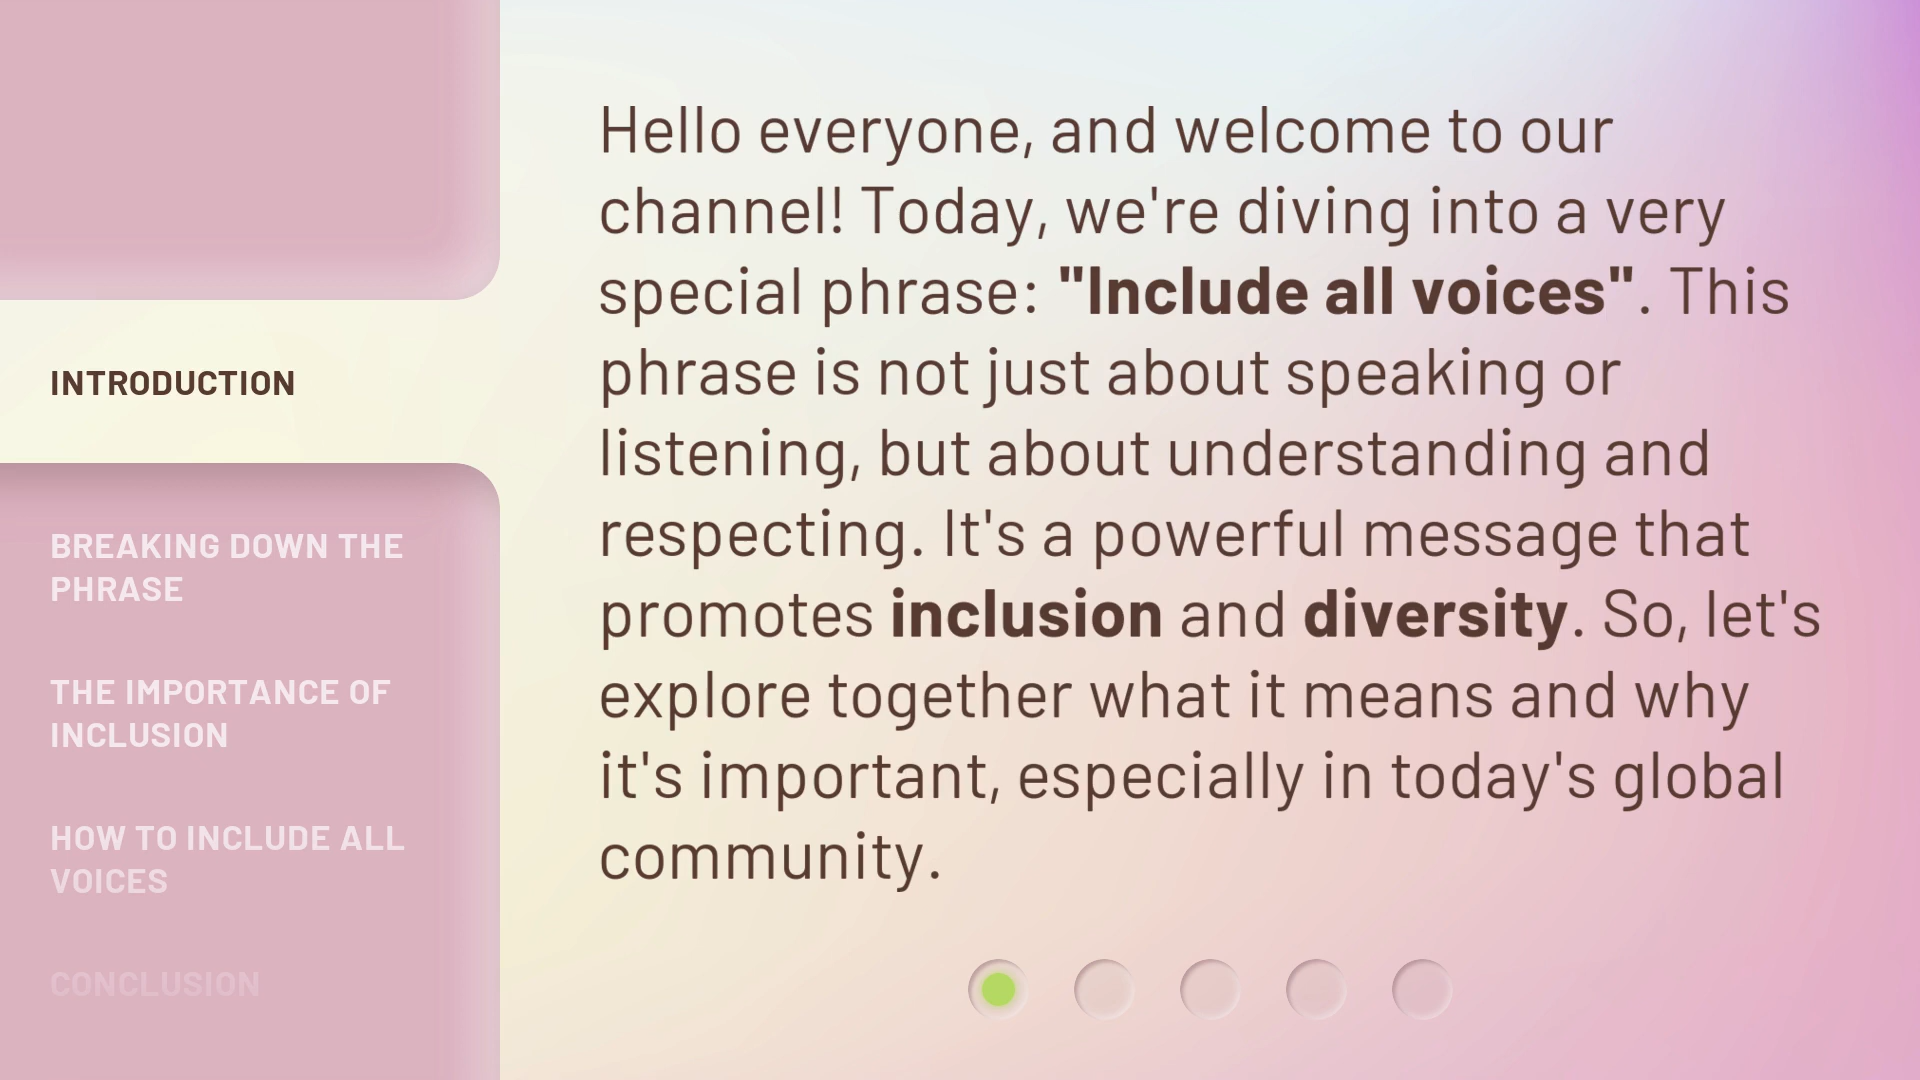 INTRODUCTION
BREAKING DOWN THE
PHRASE
THE IMPORTANCE OF
INCLUSION
HOW TO INCLUDE ALL
VOICES
CONCLUSION
Hello everyone, and welcome to our
channel! Today, we're diving into a very
special phrase: "Include all voices". This
phrase is not just about speaking or
listening, but about understanding and
respecting. It's a powerful message that
promotes inclusion and diversity. So, let's
explore together what it means and why
it's important, especially in today's global
community.